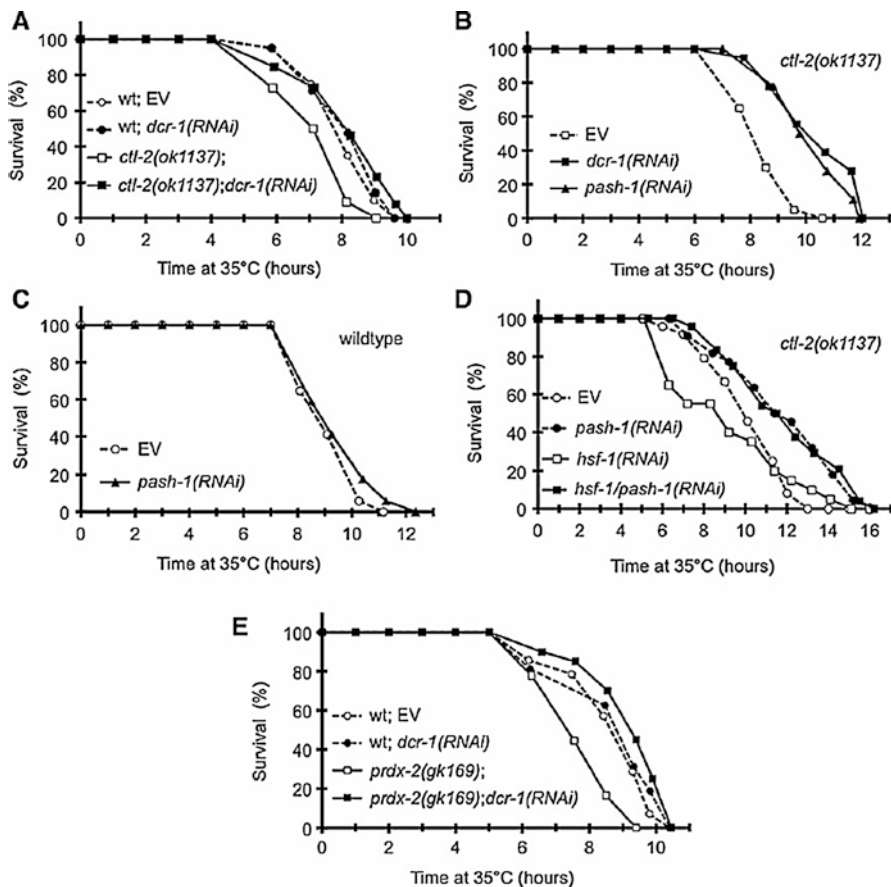 A
Survival (%)
100
80
60
40
20
0
wt; EV
wt; dcr-1(RNAi)
ctl-2(ok1137);
ctl-2(ok1137);dcr-1(RNAi)
0 2 4 6 8 10
Time at 35°C (hours)
B
ctl-2(ok1137)
Survival (%)
100
80
60
40
20
0
EV
dcr-1(RNAi)
pash-1(RNAi)
0 2 4 6 8 10 12
Time at 35°C (hours)
C
wildtype
Survival (%)
100
80
60
40
20
0
EV
pash-1(RNAi)
0 2 4 6 8 10 12
Time at 35°C (hours)
D
ctl-2(ok1137)
Survival (%)
100
80
60
40
20
0
EV
pash-1(RNAi)
hsf-1(RNAi)
hsf-1/pash-1(RNAi)
0 2 4 6 8 10 12 14 16
Time at 35°C (hours)
E
Survival (%)
100
80
60
40
20
0
wt; EV
wt; dcr-1(RNAi)
prdx-2(gk169);
prdx-2(gk169);dcr-1(RNAi)
0 2 4 6 8 10
Time at 35°C (hours)